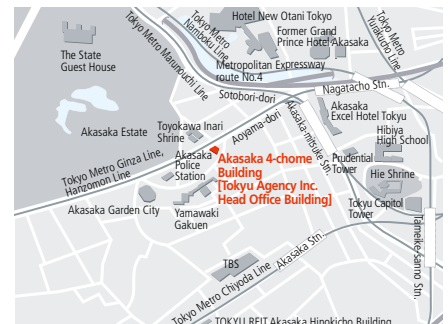 Hotel New Otani Tokyo
Tokyo Metro
Namboku Line
Former Grand
Prince Hotel Akasaka
Tokyo Metro
Yurakucho Line
The State
Guest House
Tokyo Metro Marunouchi Line
Metropolitan Expressway
route No.4
Nagatacho Stn.
Sotobori-dori
Akasaka
Excel Hotel Tokyu
Toyokawa Inari
Shrine
Aoyama-dori
Akasaka-mitsuke Stn.
Akasaka Estate
Hibiya
High School
Tokyo Metro Ginza Line,
Hanzomon Line
Akasaka
Police
Station
Akasaka 4-chome
Building
[Tokyu Agency Inc.
Head Office Building]
Prudential
Tower
Hie Shrine
Akasaka Garden City
Yamawaki
Gakuen
Tokyu Capitol
Tower
Tameike-sanno Stn.
Akasaka Stn.
TBS
Tokyo Metro Chiyoda Line
TOKYU REIT Akasaka Hinokicho Building